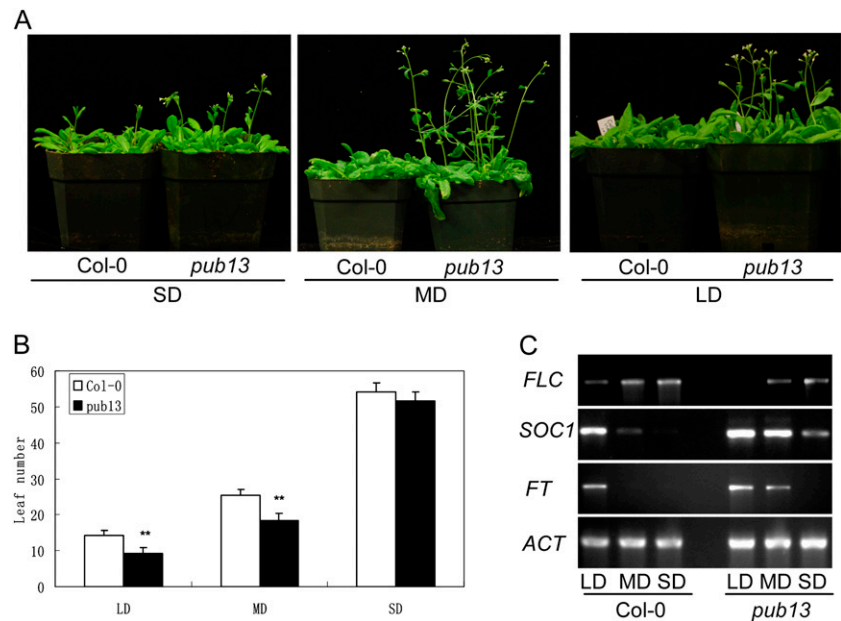 A
Col-0 pub13
SD
Col-0 pub13
MD
Col-0 pub13
LD
B
Leaf number
60
50
40
30
20
10
0
Col-0
pub13
**
**
LD MD SD
C
FLC
SOC1
FT
ACT
LD MD SD LD MD SD
Col-0 pub13